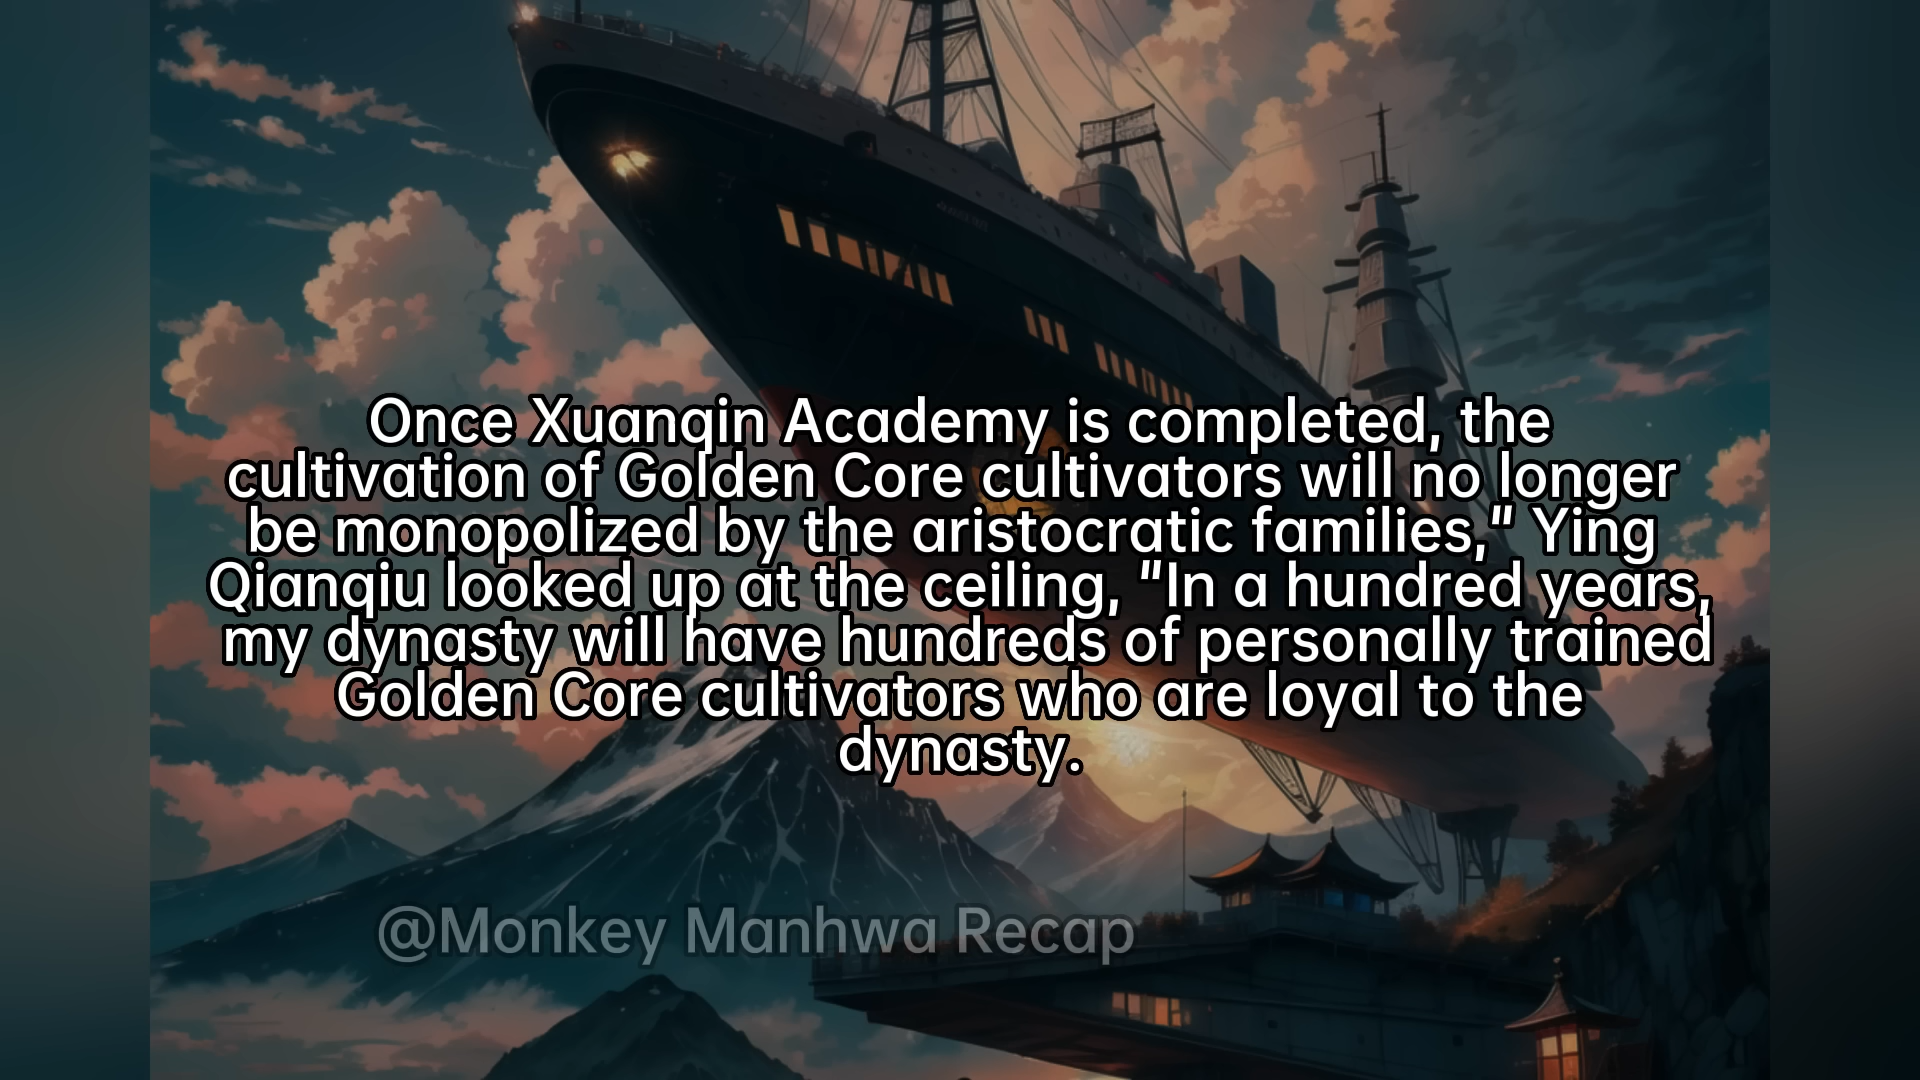 Once Xuanqin Academy is completed, the
cultivation of Golden Core cultivators will no longer
be monopolized by the aristocratic families," Ying
Qianqiu looked up at the ceiling, "In a hundred years,
my dynasty will have hundreds of personally trained
Golden Core cultivators who are loyal to the
dynasty.
@Monkey Manhwa Recap